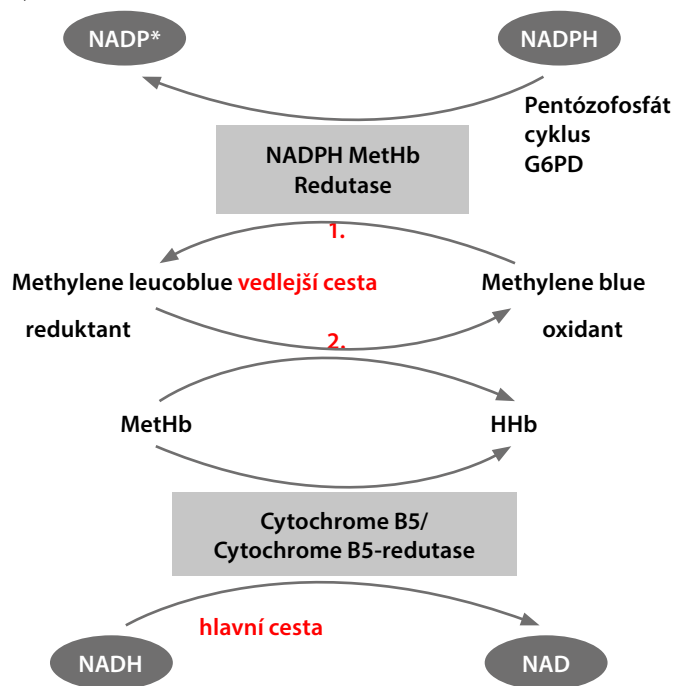 NADP*
NADPH
Pentózofosfát
cyklus
G6PD
NADPH MetHb
Redutase
1.
Methylene leucoblue vedlejší cesta
Methylene blue
reduktant
oxidant
2.
MetHb
HHb
Cytochrome B5/
Cytochrome B5-redutase
hlavní cesta
NADH
NAD